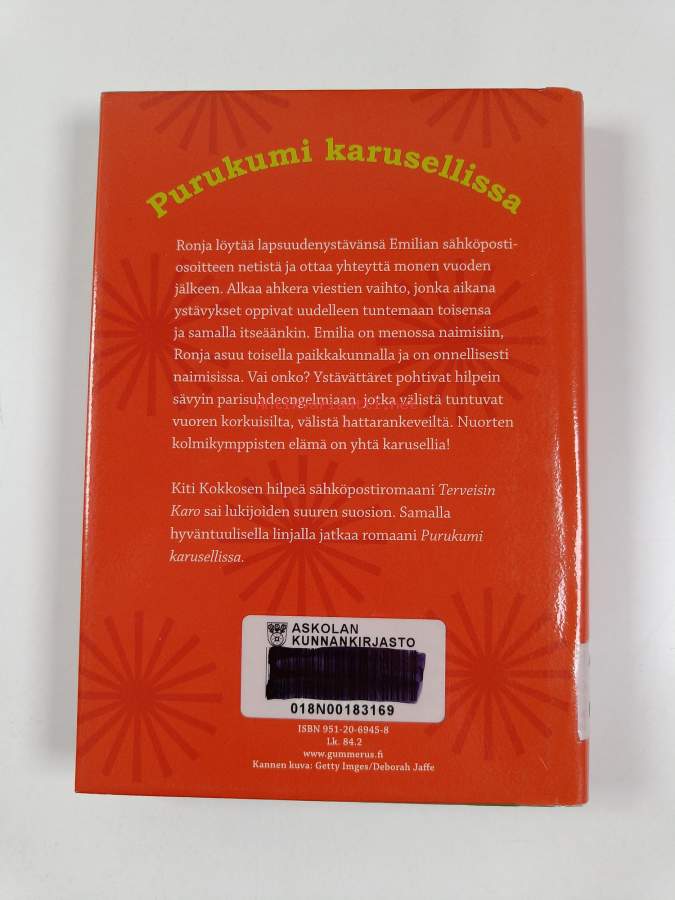 Purukumi karusellissa
Ronja löytää lapsuudenystävänsä Emilian sähköposti-
osoitteen netistä ja ottaa yhteyttä monen vuoden
jälkeen. Alkaa ahkera viestien vaihto, jonka aikana
ystävykset oppivat uudelleen tuntemaan toisensa
ja samalla itseäänkin. Emilia on menossa naimisiin,
Ronja asuu toisella paikkakunnalla ja on onnellisesti
naimisissa. Vai onko? Ystävättäret pohtivat hilpein
sävyin parisuhdeongelmiaan, jotka välistä tuntuvat
vuoren korkuisilta, välistä hattarankeveiltä. Nuorten
kolmikymppisten elämä on yhtä karusellia!
Kiti Kokkosen hilpeä sähköpostiromaani Terveisin
Karo sai lukijoiden suuren suosion. Samalla
hyväntuulisella linjalla jatkaa romaani Purukumi
karusellissa.
ASKOLAN
KUNNANKIRJASTO
018N00183169
ISBN 951-20-6945-8
Lk. 84.2
www.gummerus.fi
Kannen kuva: Getty Imges/Deborah Jaffe